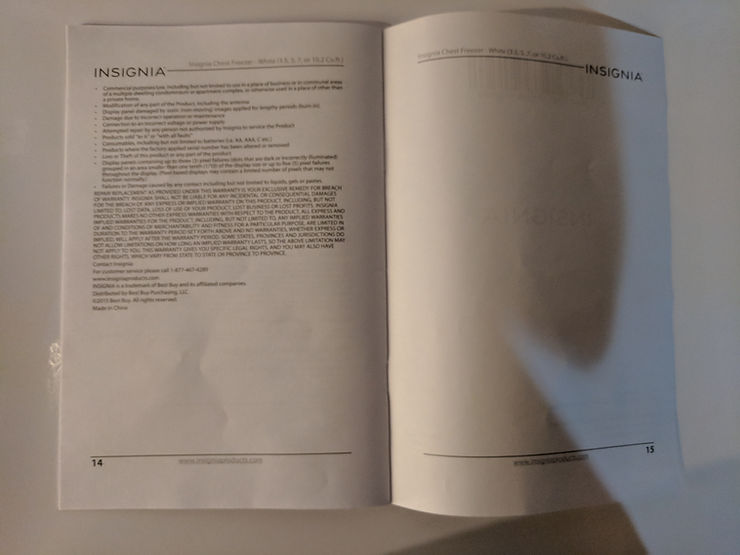 Insignia Chest Freezer - White (3.5, 5, 7, or 10.2 Cu.ft.)
INSIGNIA
• Commercial purposes/use, including but not limited to use in a place of business or in communal areas
of a multiple dwelling condominium or apartment complex, or otherwise used in a place of other than
a private home.
• Modification of any part of the Product, including the antenna
• Display panel damaged by static (non-moving) images applied for lengthy periods (burn-in).
• Damage due to incorrect operation or maintenance
• Connection to an incorrect voltage or power supply
• Attempted repair by any person not authorized by Insignia to service the Product
• Products sold "as is" or "with all faults"
• Consumables, including but not limited to batteries (i.e. AA, AAA, C etc.)
• Products where the factory applied serial number has been altered or removed
• Loss or Theft of this product or any part of the product
• Display panels containing up to three (3) pixel failures (dots that are dark or incorrectly illuminated)
grouped in an area smaller than one tenth (1/10) of the display size or up to five (5) pixel failures
throughout the display. (Pixel based displays may contain a limited number of pixels that may not
function normally.)
• Failures or Damage caused by any contact including but not limited to liquids, gels or pastes.
REPAIR REPLACEMENT AS PROVIDED UNDER THIS WARRANTY IS YOUR EXCLUSIVE REMEDY FOR BREACH
OF WARRANTY. INSIGNIA SHALL NOT BE LIABLE FOR ANY INCIDENTAL OR CONSEQUENTIAL DAMAGES
FOR THE BREACH OF ANY EXPRESS OR IMPLIED WARRANTY ON THIS PRODUCT, INCLUDING, BUT NOT
LIMITED TO, LOST DATA, LOSS OF USE OF YOUR PRODUCT, LOST BUSINESS OR LOST PROFITS. INSIGNIA
PRODUCTS MAKES NO OTHER EXPRESS WARRANTIES WITH RESPECT TO THE PRODUCT, ALL EXPRESS AND
IMPLIED WARRANTIES FOR THE PRODUCT, INCLUDING, BUT NOT LIMITED TO, ANY IMPLIED WARRANTIES
OF AND CONDITIONS OF MERCHANTABILITY AND FITNESS FOR A PARTICULAR PURPOSE, ARE LIMITED IN
DURATION TO THE WARRANTY PERIOD SET FORTH ABOVE AND NO WARRANTIES, WHETHER EXPRESS OR
IMPLIED, WILL APPLY AFTER THE WARRANTY PERIOD. SOME STATES, PROVINCES AND JURISDICTIONS DO
NOT ALLOW LIMITATIONS ON HOW LONG AN IMPLIED WARRANTY LASTS, SO THE ABOVE LIMITATION MAY
NOT APPLY TO YOU. THIS WARRANTY GIVES YOU SPECIFIC LEGAL RIGHTS, AND YOU MAY ALSO HAVE
OTHER RIGHTS, WHICH VARY FROM STATE TO STATE OR PROVINCE TO PROVINCE.
Contact Insignia:
For customer service please call 1-877-467-4289
www.insigniaproducts.com
INSIGNIA is a trademark of Best Buy and its affiliated companies.
Distributed by Best Buy Purchasing, LLC
©2015 Best Buy. All rights reserved.
Made in China
14
www.insigniaproducts.com
Insignia Chest Freezer - White (3.5, 5, 7, or 10.2 Cu.ft.)
INSIGNIA
www.insigniaproducts.com
15